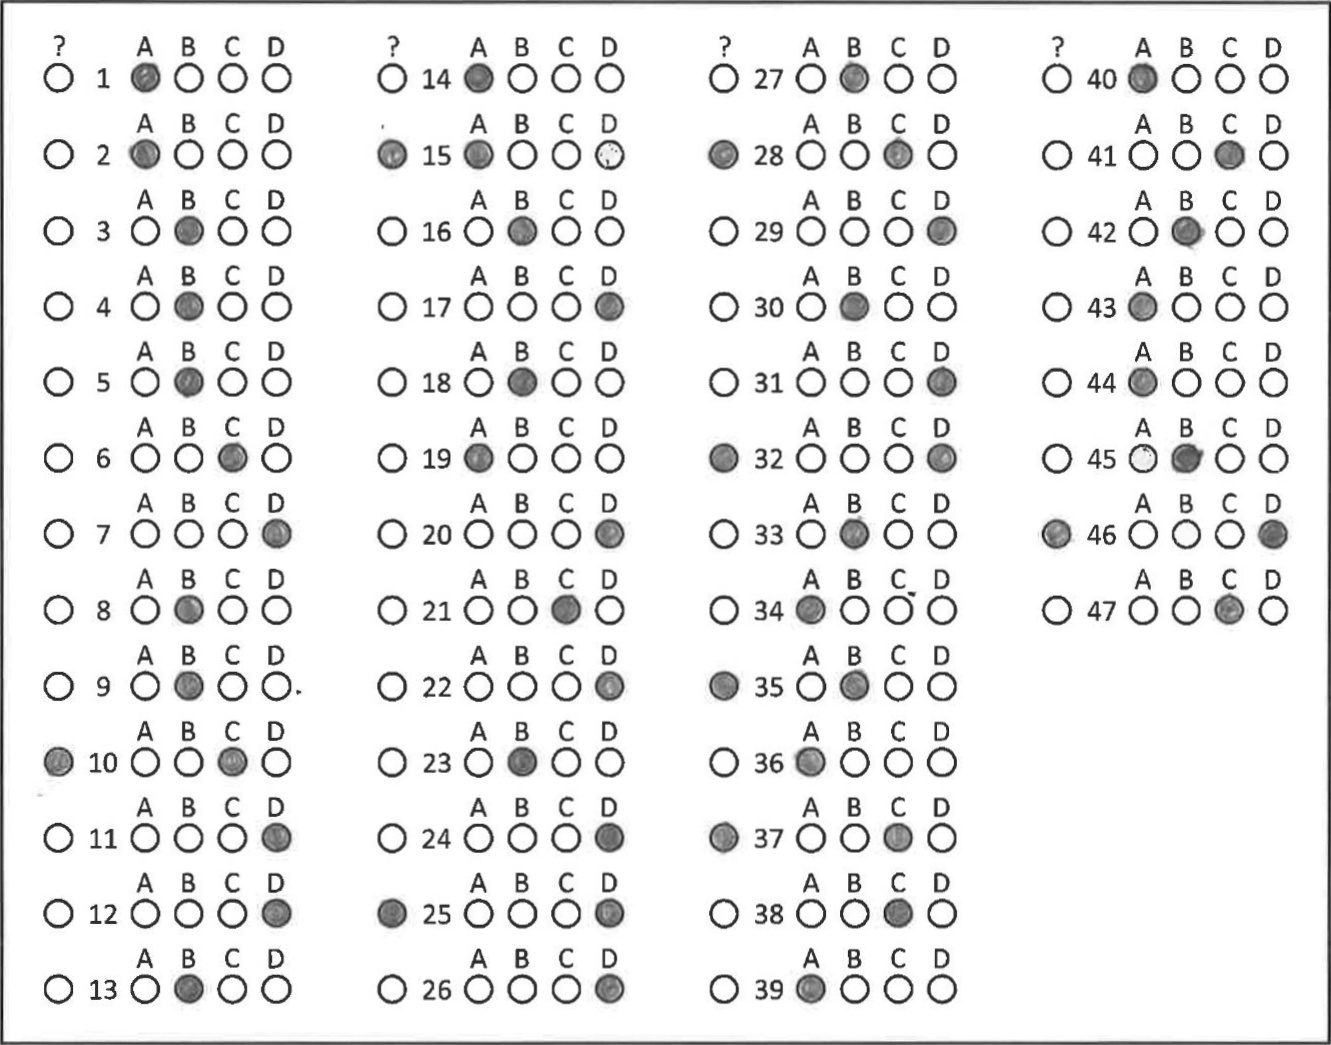 ? A B C D
1
A B C D
2
A B C D
3
A B C D
4
A B C D
5
A B C D
6
A B C D
7
A B C D
8
A B C D
9
A B C D
10
A B C D
11
A B C D
12
A B C D
13
? A B C D
14
A B C D
15
A B C D
16
A B C D
17
A B C D
18
A B C D
19
A B C D
20
A B C D
21
A B C D
22
A B C D
23
A B C D
24
A B C D
25
A B C D
26
? A B C D
27
A B C D
28
A B C D
29
A B C D
30
A B C D
31
A B C D
32
A B C D
33
A B C D
34
A B C D
35
A B C D
36
A B C D
37
A B C D
38
A B C D
39
? A B C D
40
A B C D
41
A B C D
42
A B C D
43
A B C D
44
A B C D
45
A B C D
46
A B C D
47